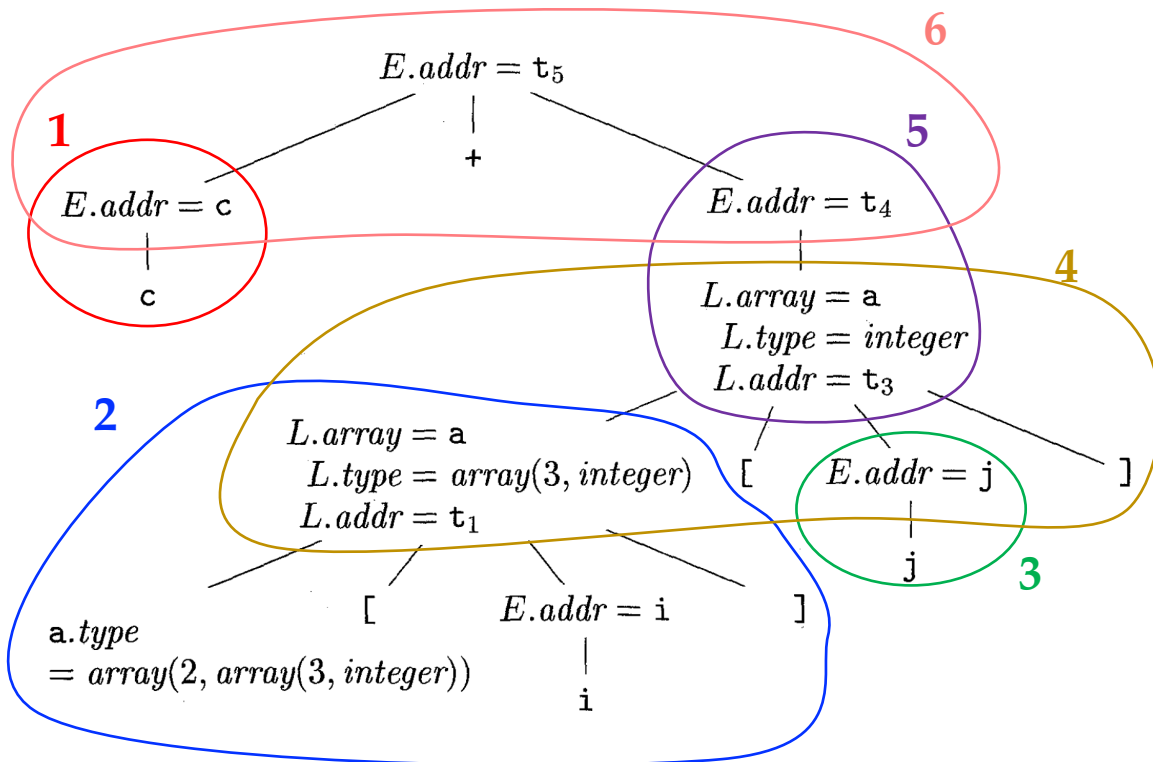 6
E.addr = t₅
1
5
+
E.addr = c
E.addr = t₄
4
c
L.array = a
L.type = integer
L.addr = t₃
2
L.array = a
L.type = array(3, integer)
L.addr = t₁
[
E.addr = j
]
j
3
a.type
= array(2, array(3, integer))
[
E.addr = i
]
i